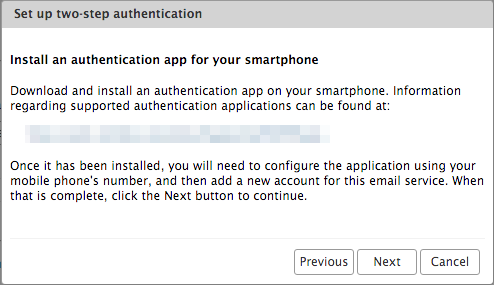 Set up two-step authentication
Install an authentication app for your smartphone
Download and install an authentication app on your smartphone. Information
regarding supported authentication applications can be found at:
Once it has been installed, you will need to configure the application using your
mobile phone's number, and then add a new account for this email service. When
that is complete, click the Next button to continue.
Previous Next Cancel